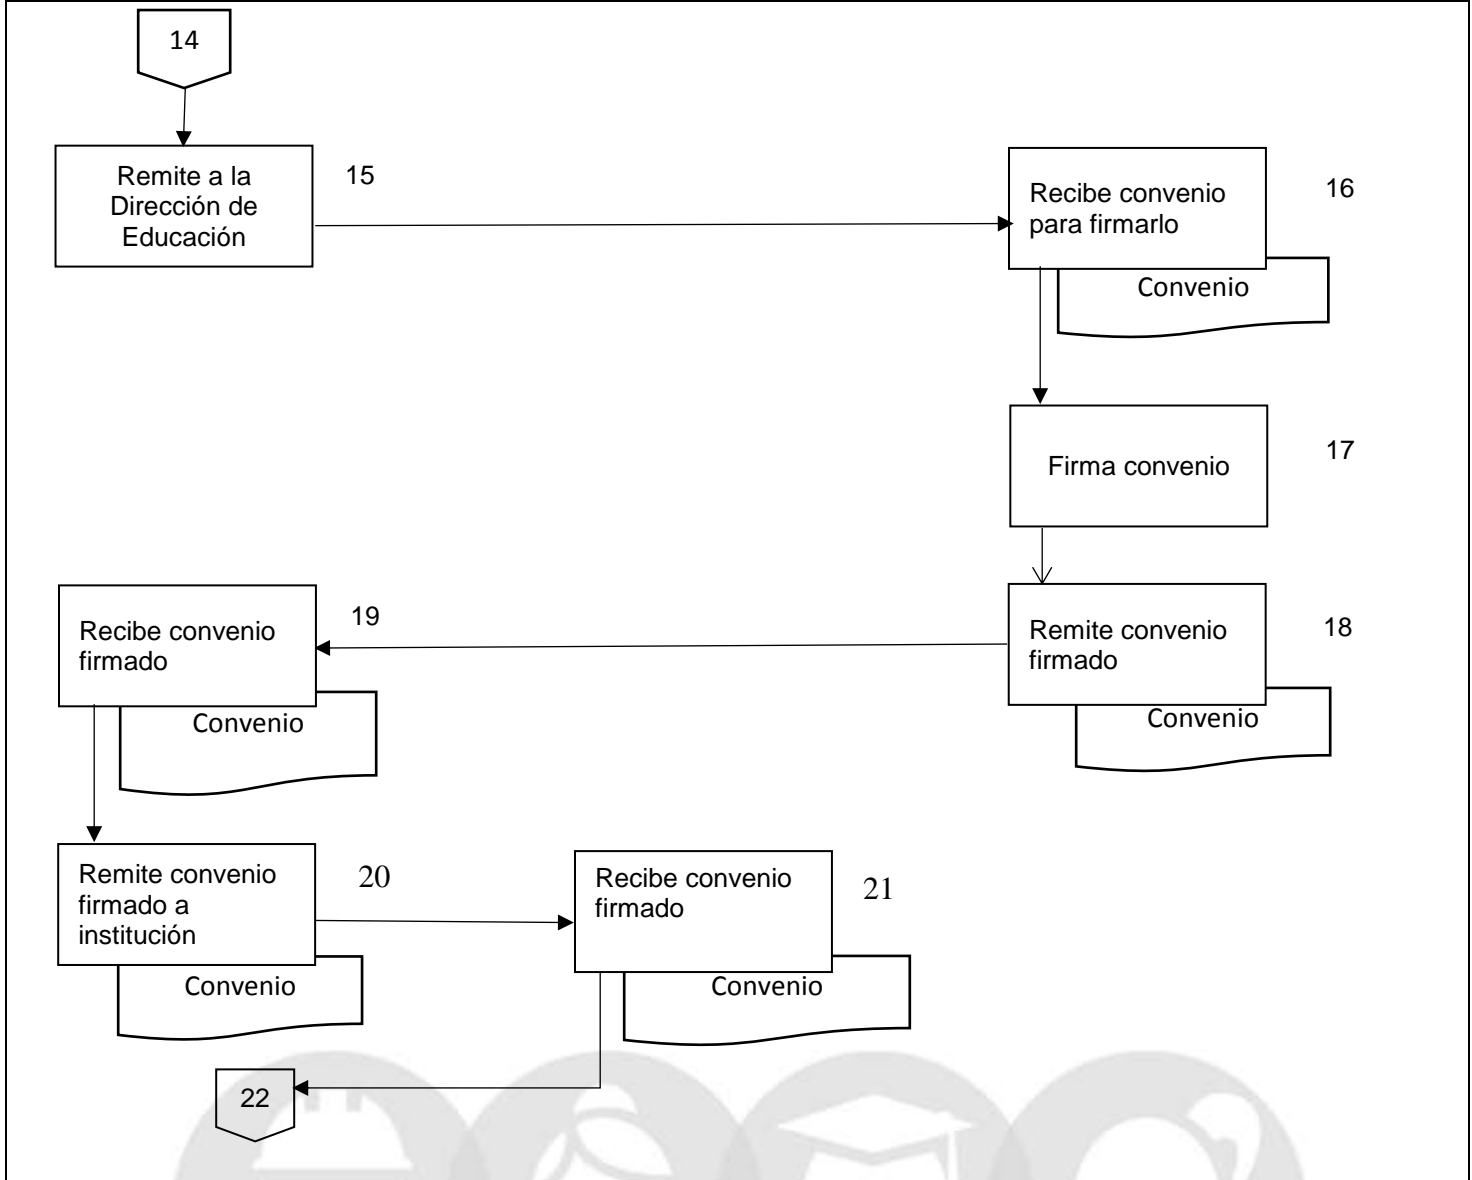 14
Remite a la
Dirección de
Educación
15
Recibe convenio
para firmarlo
16
Convenio
Firma convenio
17
Remite convenio
firmado
18
Convenio
Recibe convenio
firmado
19
Convenio
Remite convenio
firmado a
institución
20
Convenio
Recibe convenio
firmado
21
Convenio
22